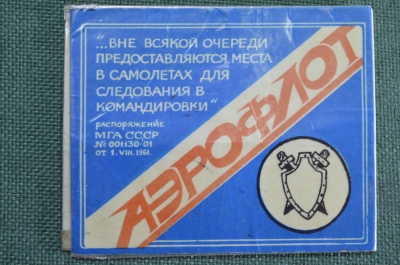 "...ВНЕ ВСЯКОЙ ОЧЕРЕДИ
ПРЕДОСТАВЛЯЮТСЯ МЕСТА
В САМОЛЕТАХ ДЛЯ
СЛЕДОВАНИЯ В
КОМАНДИРОВКИ"
РАСПОРЯЖЕНИЕ
МГА СССР
№ 001130-01
ОТ 1.VIII.1961.
АЭРОФЛОТ